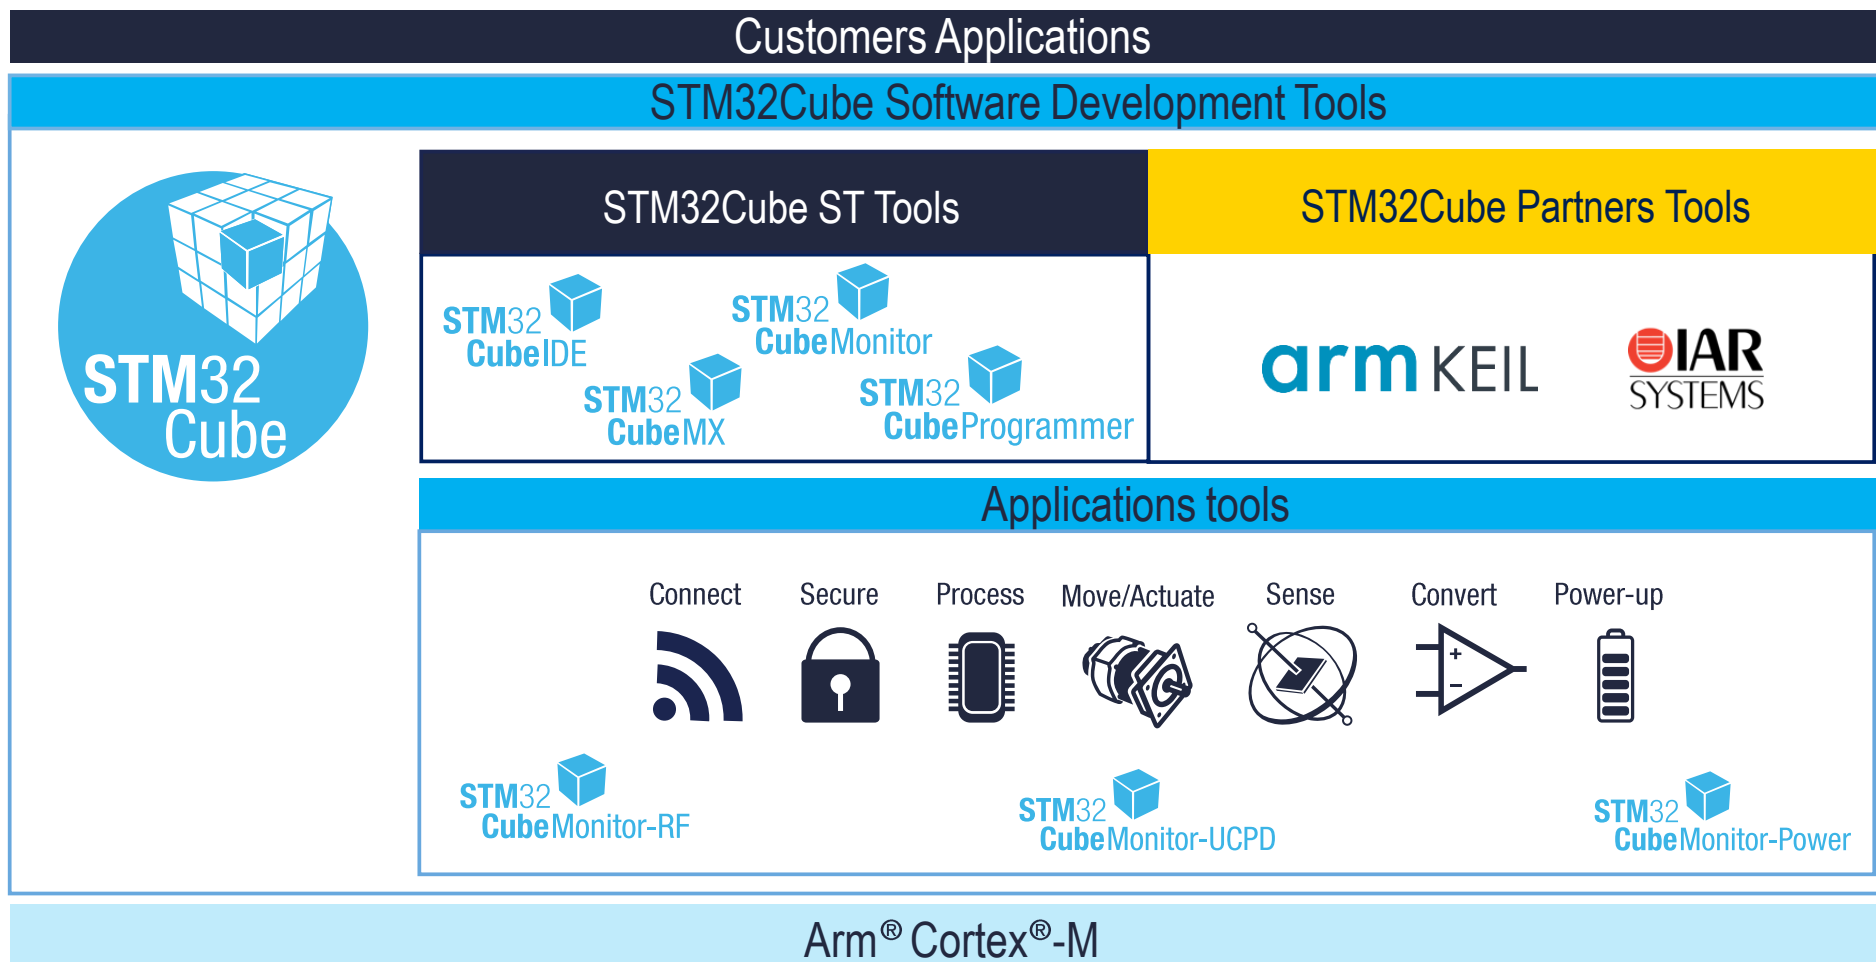 Customers Applications
STM32Cube Software Development Tools
STM32
Cube
STM32Cube ST Tools
STM32Cube Partners Tools
STM32
CubeIDE
STM32
CubeMonitor
STM32
CubeMX
STM32
CubeProgrammer
arm KEIL
IAR
SYSTEMS
Applications tools
Connect
Secure
Process
Move/Actuate
Sense
Convert
Power-up
STM32
CubeMonitor-RF
STM32
CubeMonitor-UCPD
STM32
CubeMonitor-Power
Arm® Cortex®-M